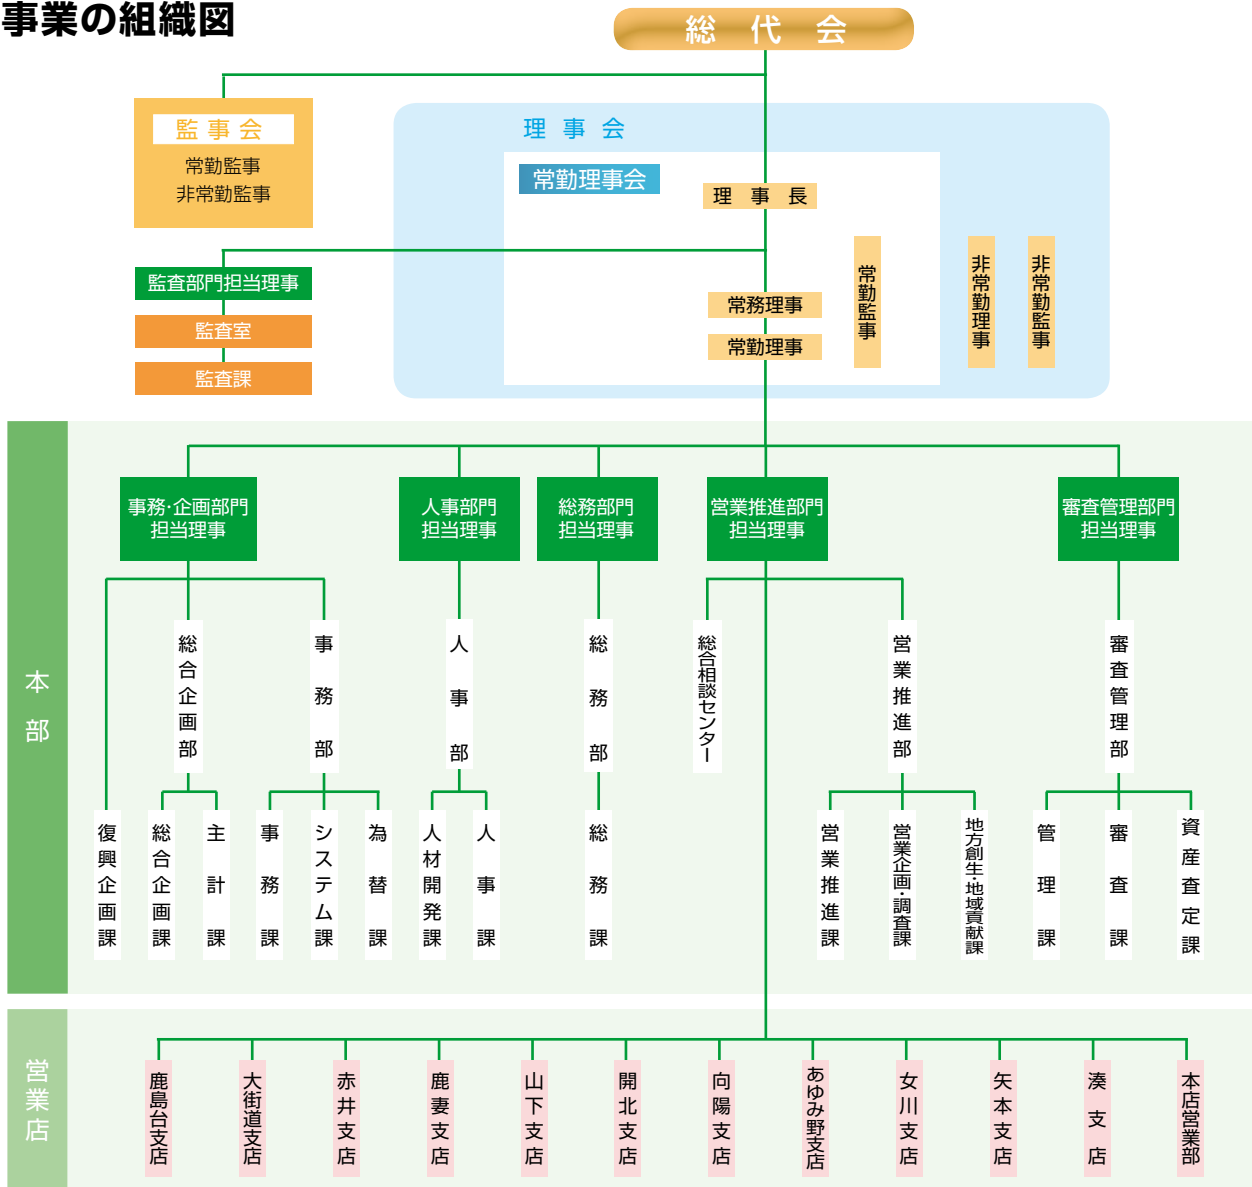 事業の組織図
総代会
監事会
常勤監事
非常勤監事
理事会
常勤理事会
理事長
常務理事
常勤理事
常勤監事
非常勤理事
非常勤監事
監査部門担当理事
監査室
監査課
本部
事務・企画部門
担当理事
人事部門
担当理事
総務部門
担当理事
営業推進部門
担当理事
審査管理部門
担当理事
総合企画部
事務部
人事部
総務部
総合相談センター
営業推進部
審査管理部
復興企画課
総合企画課
主計課
事務課
システム課
為替課
人材開発課
人事課
総務課
営業推進課
営業企画・調査課
地方創生・地域貢献課
管理課
審査課
資産査定課
営業店
鹿島台支店
大街道支店
赤井支店
鹿妻支店
山下支店
開北支店
向陽支店
あゆみ野支店
女川支店
矢本支店
湊支店
本店営業部